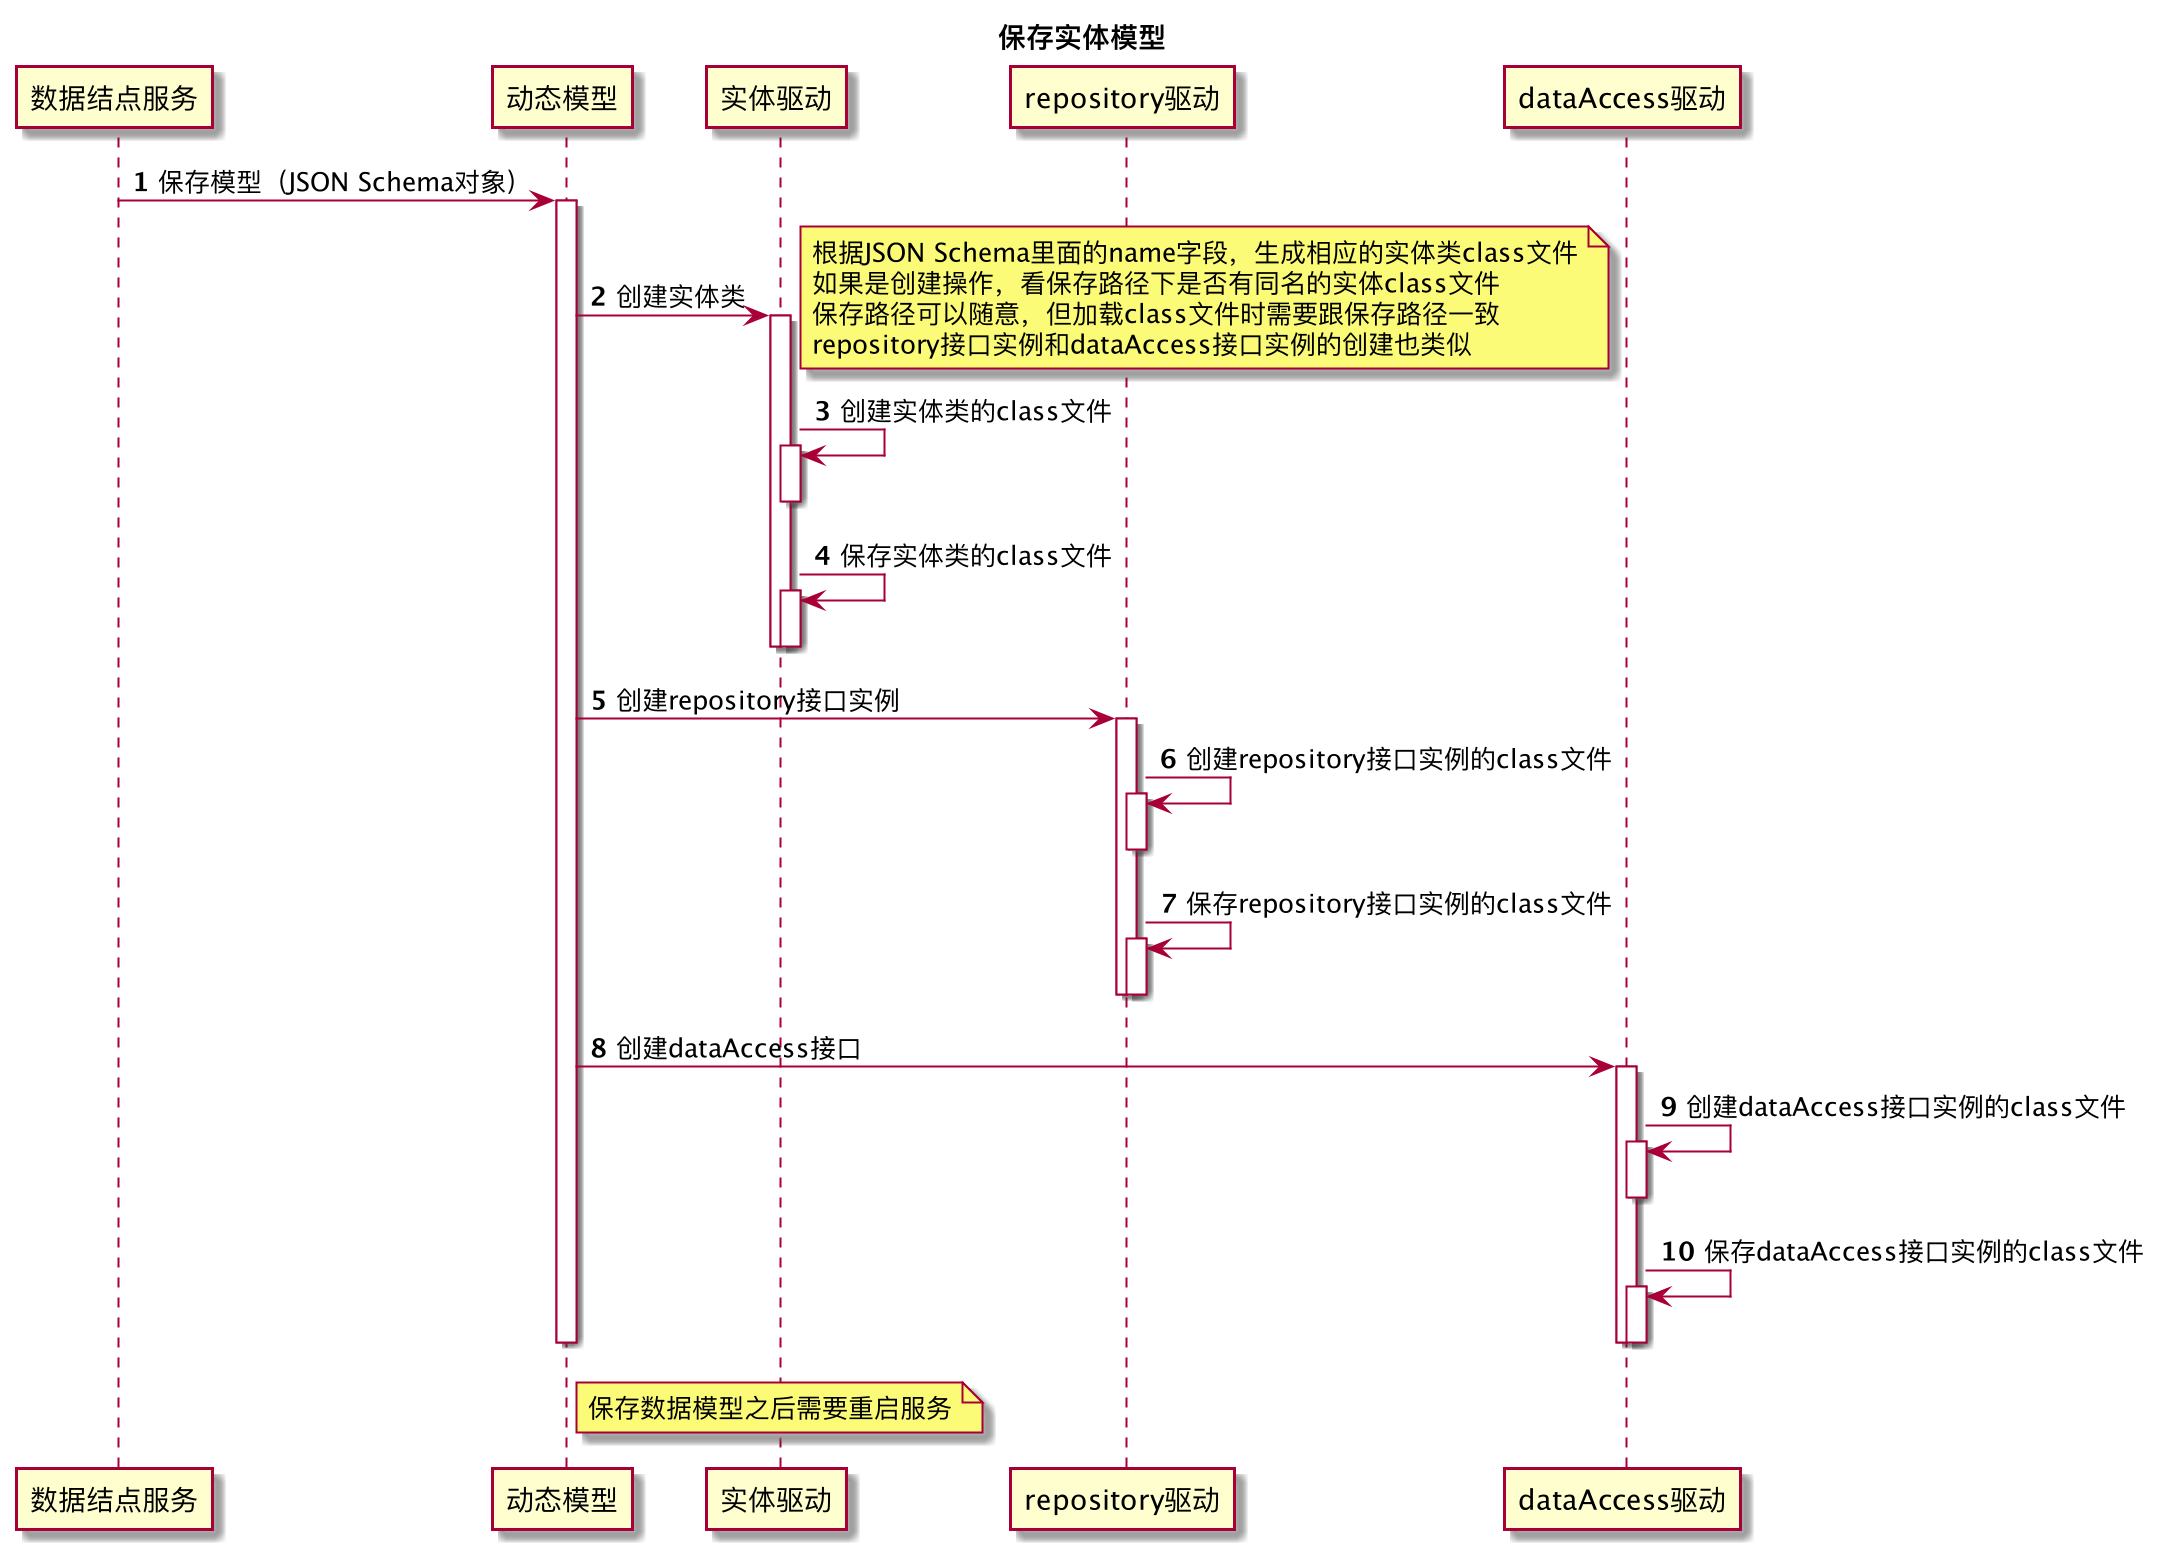 保存实体模型
数据结点服务
动态模型
实体驱动
repository驱动
dataAccess驱动
1 保存模型（JSON Schema对象）
根据JSON Schema里面的name字段，生成相应的实体类class文件
如果是创建操作，看保存路径下是否有同名的实体class文件
保存路径可以随意，但加载class文件时需要跟保存路径一致
repository接口实例和dataAccess接口实例的创建也类似
2 创建实体类
3 创建实体类的class文件
4 保存实体类的class文件
5 创建repository接口实例
6 创建repository接口实例的class文件
7 保存repository接口实例的class文件
8 创建dataAccess接口
9 创建dataAccess接口实例的class文件
10 保存dataAccess接口实例的class文件
保存数据模型之后需要重启服务
数据结点服务
动态模型
实体驱动
repository驱动
dataAccess驱动